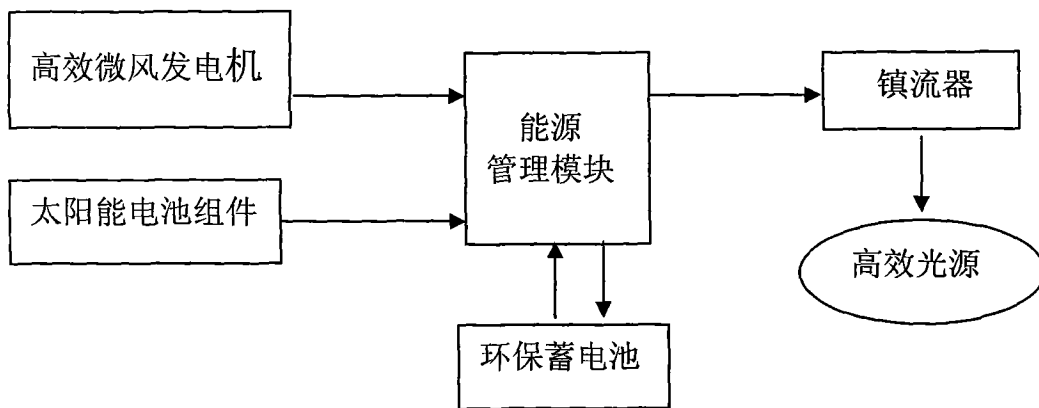 高效微风发电机
能源
管理模块
镇流器
太阳能电池组件
高效光源
环保蓄电池